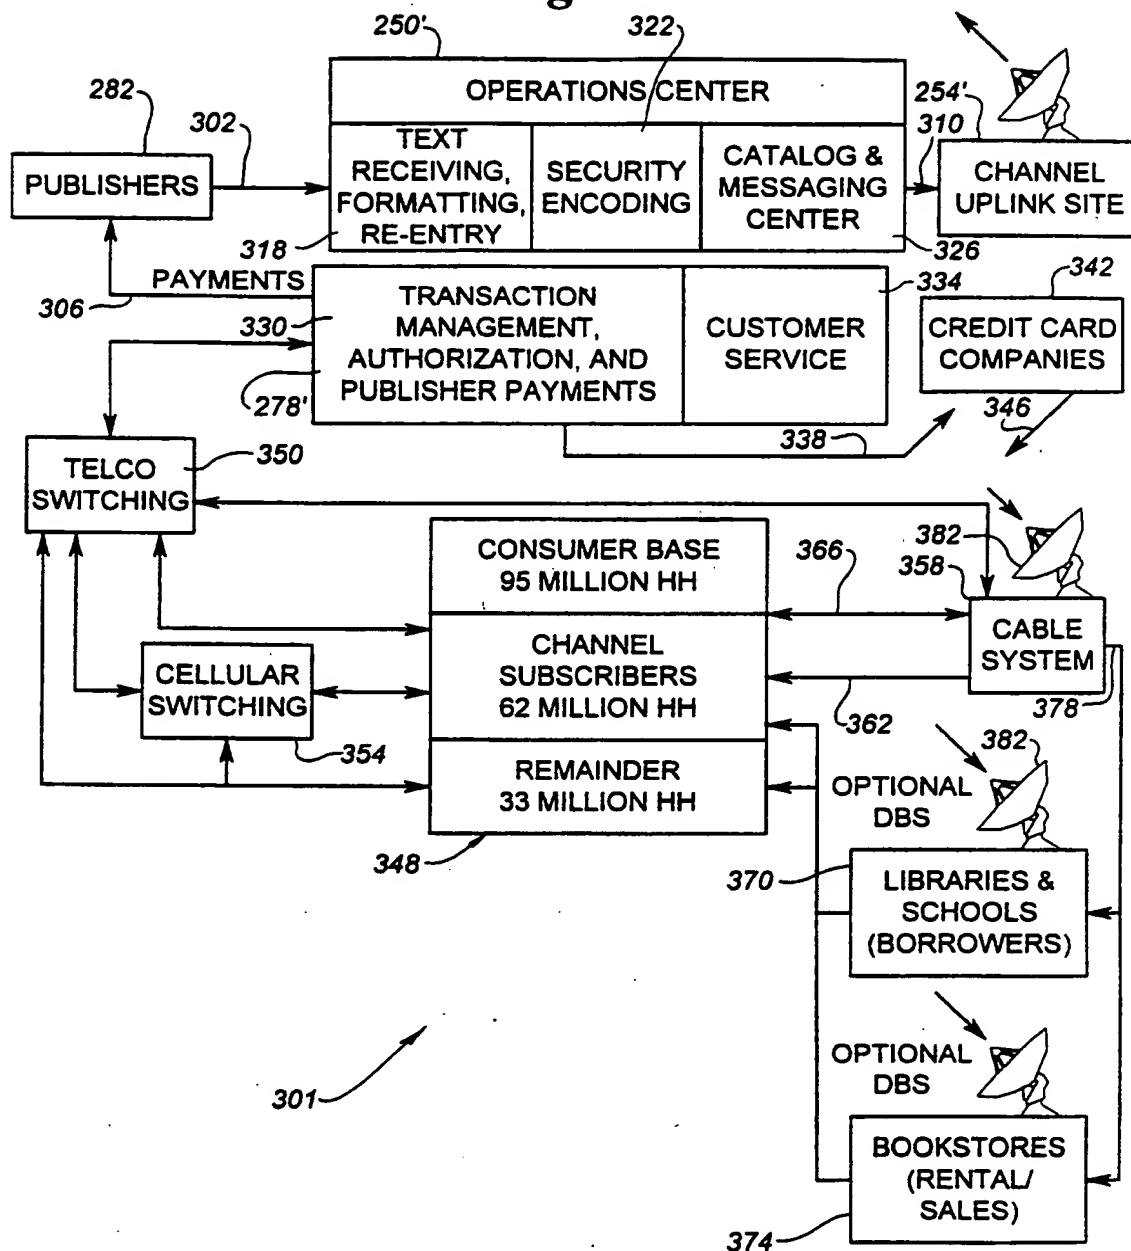 g
250'
322
OPERATIONS CENTER
282
302
254'
310
PUBLISHERS
TEXT
RECEIVING,
FORMATTING,
RE-ENTRY
SECURITY
ENCODING
CATALOG &
MESSAGING
CENTER
CHANNEL
UPLINK SITE
318
326
PAYMENTS
306
330
TRANSACTION
MANAGEMENT,
AUTHORIZATION, AND
PUBLISHER PAYMENTS
278'
CUSTOMER
SERVICE
334
342
CREDIT CARD
COMPANIES
346
338
TELCO
SWITCHING
350
382
358
366
CONSUMER BASE
95 MILLION HH
CHANNEL
SUBSCRIBERS
62 MILLION HH
REMAINDER
33 MILLION HH
348
CABLE
SYSTEM
378
362
CELLULAR
SWITCHING
354
382
OPTIONAL
DBS
370
LIBRARIES &
SCHOOLS
(BORROWERS)
OPTIONAL
DBS
301
BOOKSTORES
(RENTAL/
SALES)
374